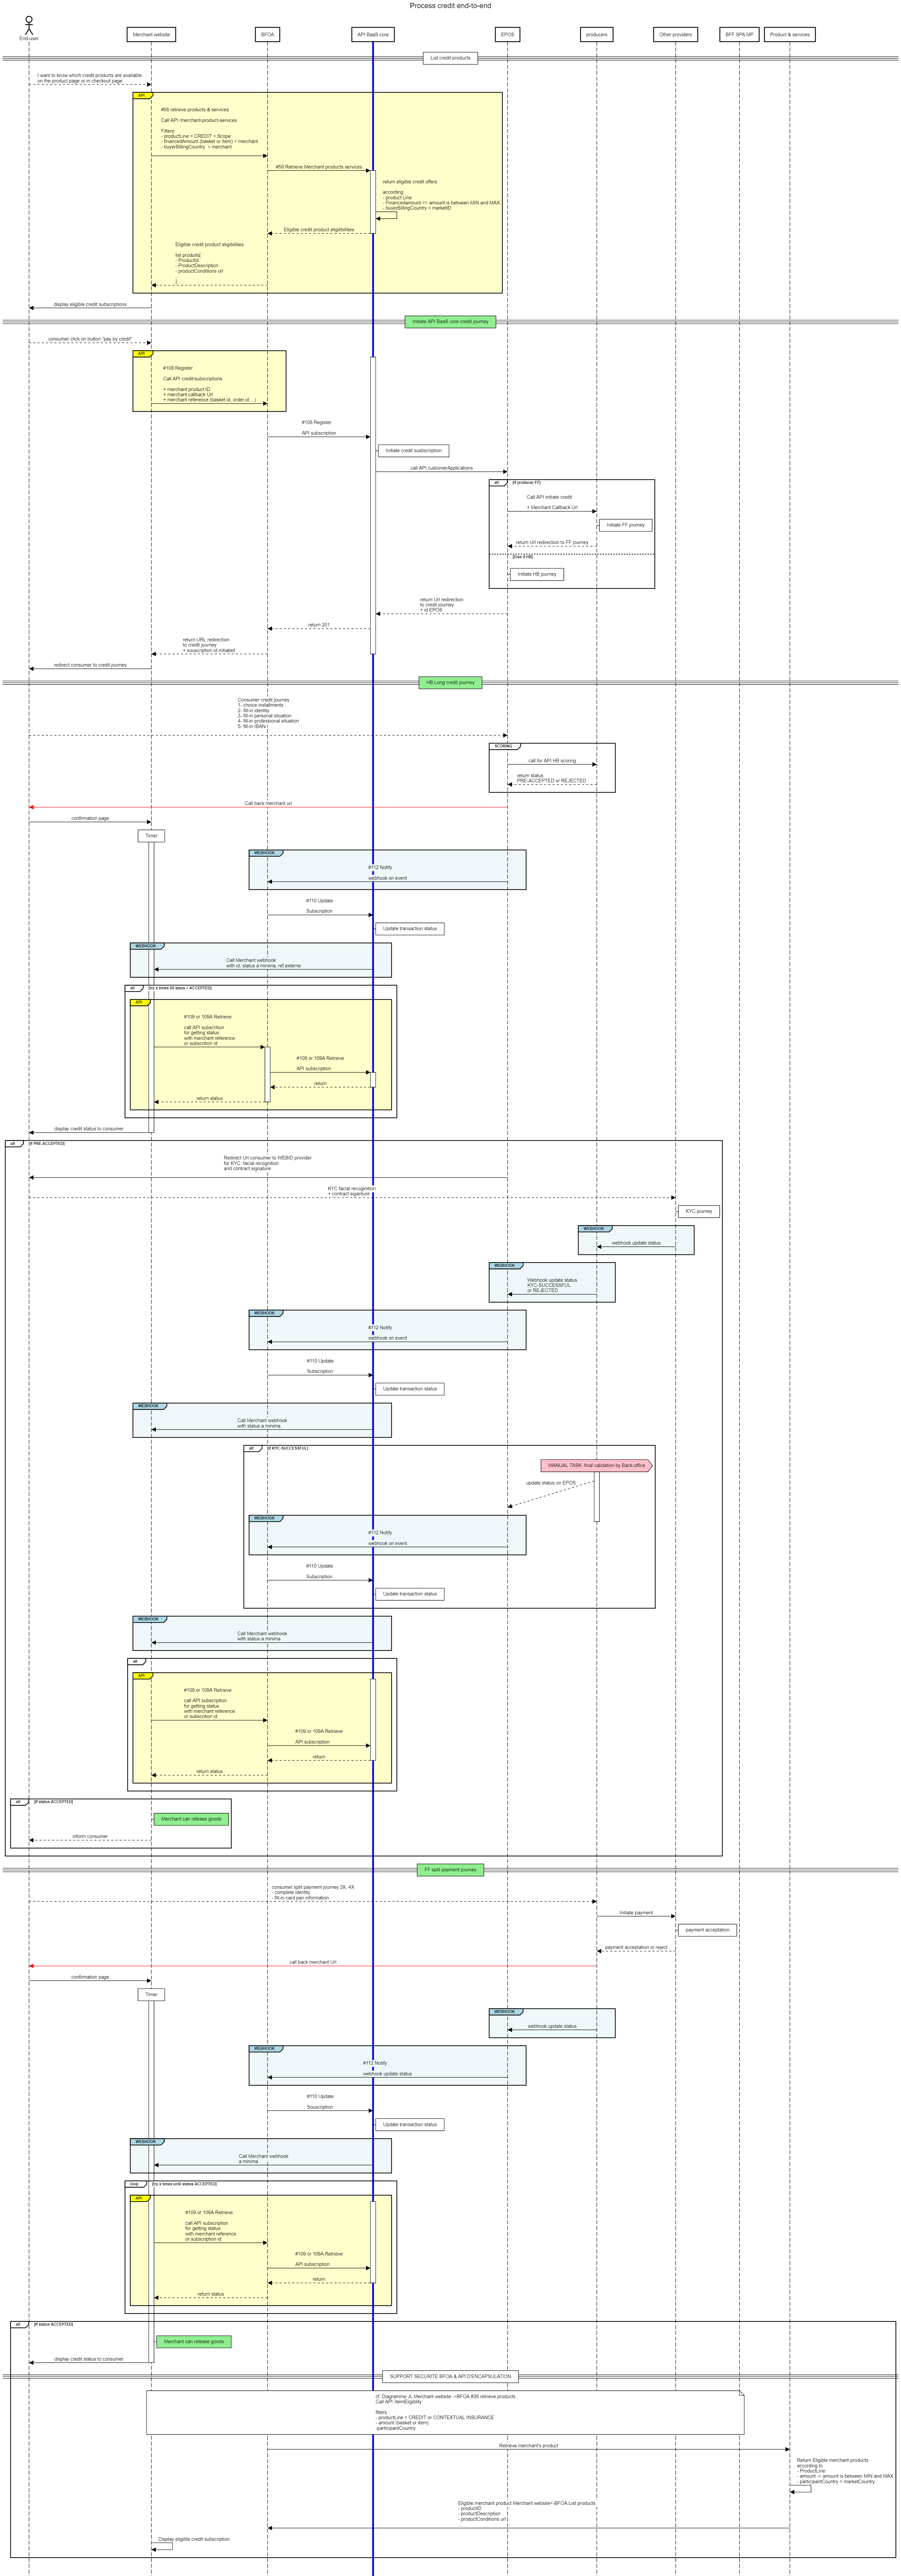 Process credit end-to-end
End-user
Merchant website
BFOA
API BaaS core
EPOS
producers
Other providers
BFF SPA MP
Product & services
List credit products
I want to know which credit products are available
on the product page or in checkout page
API
#58 retrieve products & services
Call API /merchant-product-services
Filters:
- productLine = CREDIT < Scope
- financedAmount (basket or Item) = merchant
- buyerBillingCountry < merchant
#58 Retrieve Merchant products services
return eligible credit offers
according
- product Line
- Financedamount => amount is between MIN and MAX
- buyerBillingCountry = marketID
Eligible credit product eligibilities
Eligible credit product eligibilities
list produits[
- ProductId
- ProductDescription
- productConditions url
]
display eligible credit subscriptions
Initiate API BaaS core credit journey
consumer click on button "pay by credit"
API
#108 Register
Call API credit/subscriptions
+ merchant product ID
+ merchant callback Url
+ merchant reference (basket id, order id ...)
#108 Register
API subscription
Initiate credit susbscription
call API customerApplications
alt
[if producer FF]
Call API initiate credit
+ Merchant Callback Url
Initiate FF journey
return Url redirection to FF journey
[Else if HB]
Initiate HB journey
return Url redirection
to credit journey
+ id EPOS
return 201
return URL redirection
to credit journey
+ souscription id initiated
redirect consumer to credit journey
HB Long credit journey
Consumer credit journey
1- choice installments
2- fill-in identity
3- fill-in personal situation
4- fill-in professional situation
5- fill-in IBAN !
SCORING
call for API HB scoring
return status
PRE-ACCEPTED or REJECTED
Call back merchant url
confirmation page
Timer
WEBHOOK
#112 Notify
webhook on event
#110 Update
Subscription
Update transaction status
WEBHOOK
Call Merchant webhook
with id, status a minima, ref externe
alt
[try x times till staus = ACCEPTED]
API
#109 or 109A Retrieve
call API subscrition
for getting status
with merchant reference
or subscrition id
#109 or 109A Retrieve
API subscription
return
return status
display credit status to consumer
alt
[if PRE-ACCEPTED]
Redirect Url consumer to WEBID provider
for KYC: facial recognition
and contract signature
KYC facial recoginition
+ contract siganture
KYC journey
WEBHOOK
webhook update status
WEBHOOK
Webhook update status
KYC-SUCCESSFUL
or REJECTED
WEBHOOK
#112 Notify
webhook on event
#110 Update
Subscription
Update transaction status
WEBHOOK
Call Merchant webhook
with status a minima
alt
[if KYC-SUCCESSFUL]
MANUAL TASK: final validation by Back-office
update status on EPOS
WEBHOOK
#112 Notify
webhook on event
#110 Update
Subscription
Update transaction status
WEBHOOK
Call Merchant webhook
with status a minima
alt
API
#109 or 109A Retrieve
call API subscription
for getting status
with merchant reference
or subscrition id
#109 or 109A Retrieve
API subscription
return
return status
alt
[if status ACCEPTED]
Merchant can release goods
inform consumer
FF split payment journey
consumer split payment journey 3X, 4X:
- complete identity
- fill-in card pan information
Initiate payment
payment acceptation
payment acceptation or reject
call back merchant Url
confirmation page
Timer
WEBHOOK
webhook update status
WEBHOOK
#112 Notify
webhook update status
#110 Update
Souscription
Update transaction status
WEBHOOK
Call Merchant webhook
a minima
loop
[try x times until status ACCEPTED]
API
#109 or 109A Retrieve
call API subscription
for getting status
with merchant reference
or subscription id
#109 or 109A Retrieve
API subscription
return
return status
alt
[if status ACCEPTED]
Merchant can release goods
display credit status to consumer
SUPPORT SECURITE BFOA & API D'ENCAPSULATION
cf. Diagramme JL Merchant website ->BFOA:#36 retrieve products
Call API /itemEligiblity
filters :
- productLine = CREDIT or CONTEXTUAL INSURANCE
- amount (basket or item)
-participantCountry
Retrieve merchant's product
Return Eligible merchant products
according to
- ProductLine
- amount -> amount is between MIN and MAX
- participantCountry = marketCountry
Eligible merchant product Merchant website<-BFOA:List products
- productID
- productDescription
- productConditions url
Display eligible credit subscription